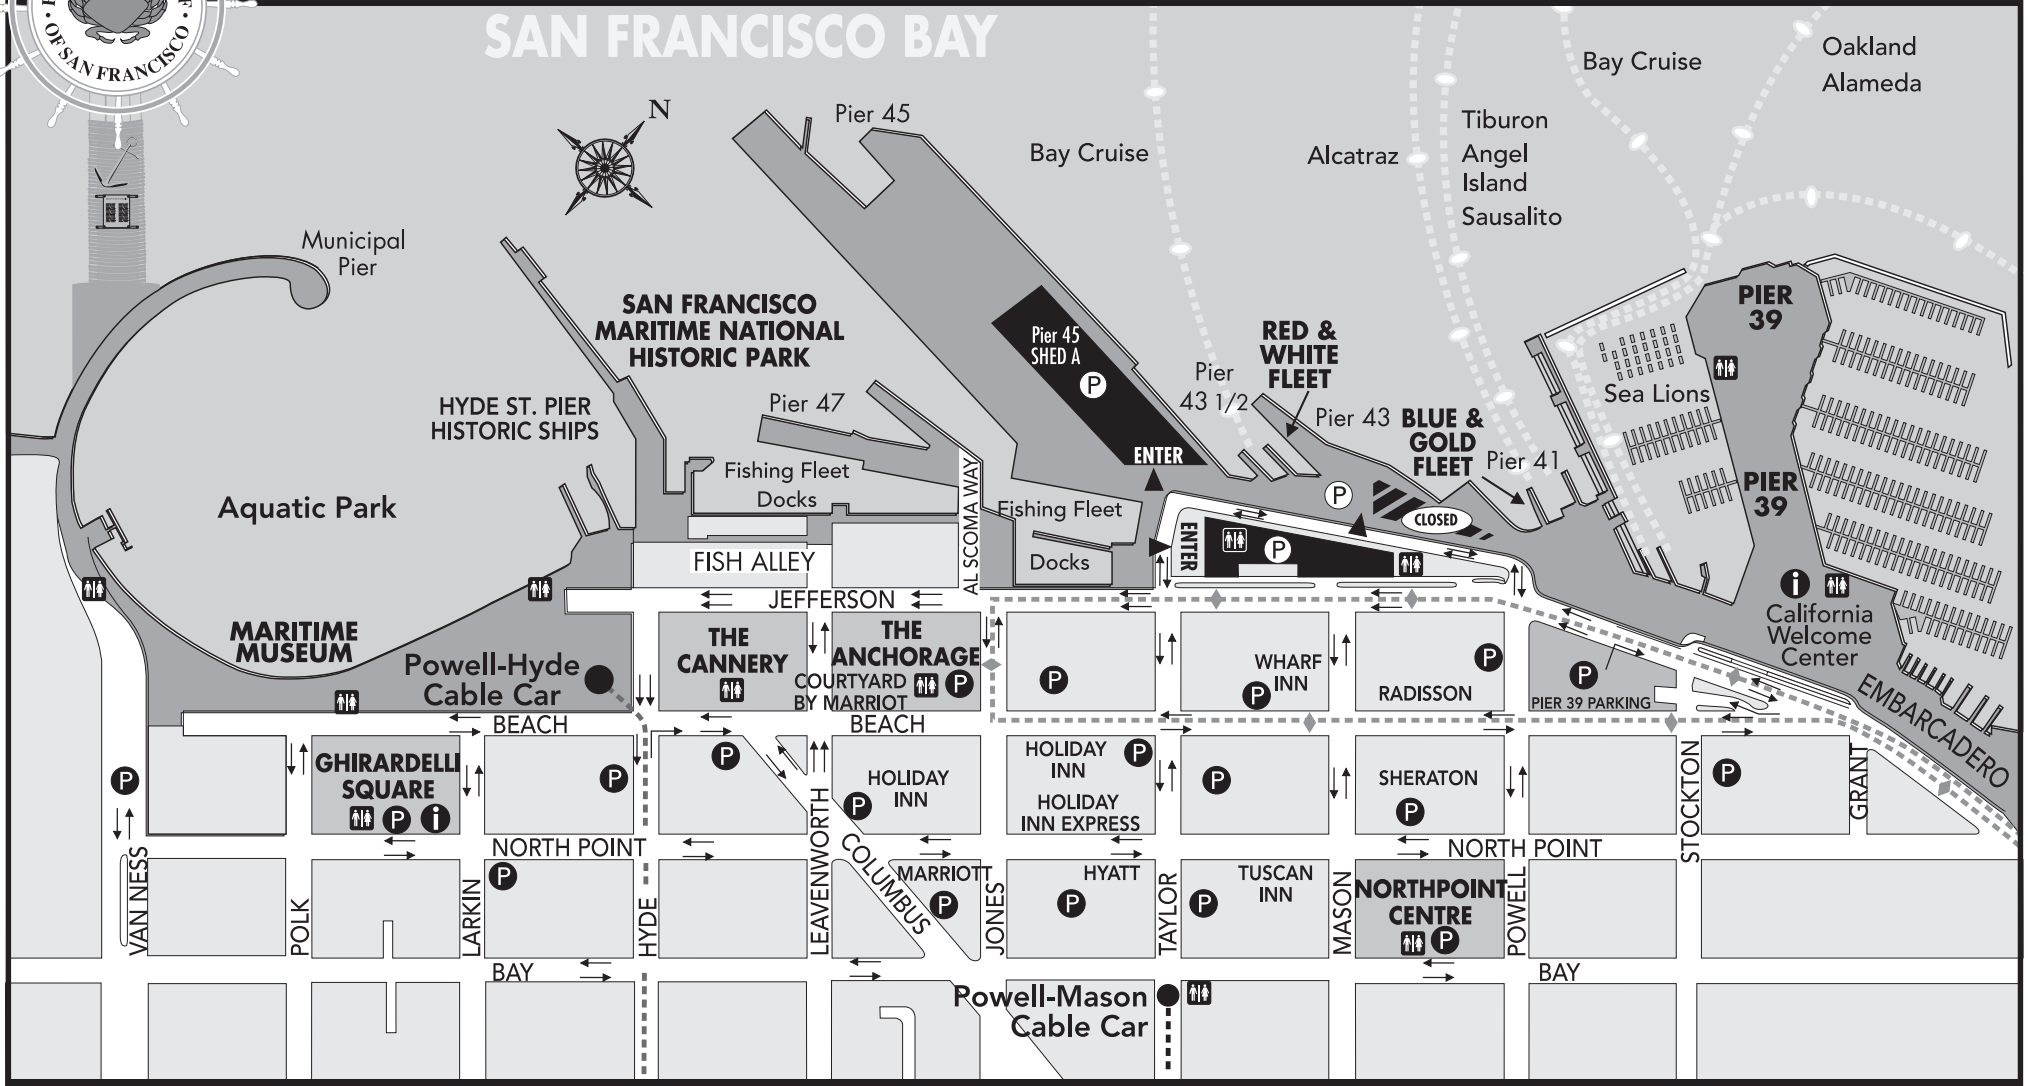 OF SAN FRANCISCO
SAN FRANCISCO BAY
N
Pier 45
Bay Cruise
Alcatraz
Tiburon
Angel
Island
Sausalito
Bay Cruise
Oakland
Alameda
Municipal
Pier
SAN FRANCISCO
MARITIME NATIONAL
HISTORIC PARK
HYDE ST. PIER
HISTORIC SHIPS
Pier 47
Fishing Fleet
Docks
Aquatic Park
Pier 45
SHED A
P
ENTER
Pier
43 1/2
RED &
WHITE
FLEET
Pier 43
BLUE &
GOLD
FLEET
Pier 41
Sea Lions
PIER
39
PIER
39
AL SCOMA WAY
Fishing Fleet
Docks
P
CLOSED
ENTER
P
FISH ALLEY
JEFFERSON
i
California
Welcome
Center
EMBARCADERO
MARITIME
MUSEUM
Powell-Hyde
Cable Car
THE
CANNERY
THE
ANCHORAGE
COURTYARD
BY MARRIOT
P
P
WHARF
INN
P
P
RADISSON
P
PIER 39 PARKING
BEACH
BEACH
P
GHIRARDELLI
SQUARE
P
i
P
P
HOLIDAY
INN
P
HOLIDAY
INN
P
HOLIDAY
INN EXPRESS
P
SHERATON
P
P
STOCKTON
GRANT
NORTH POINT
NORTH POINT
P
VAN NESS
POLK
LARKIN
HYDE
LEAVENWORTH
COLUMBUS
MARRIOTT
P
JONES
HYATT
P
TAYLOR
P
TUSCAN
INN
MASON
NORTHPOINT
CENTRE
P
POWELL
BAY
BAY
Powell-Mason
Cable Car